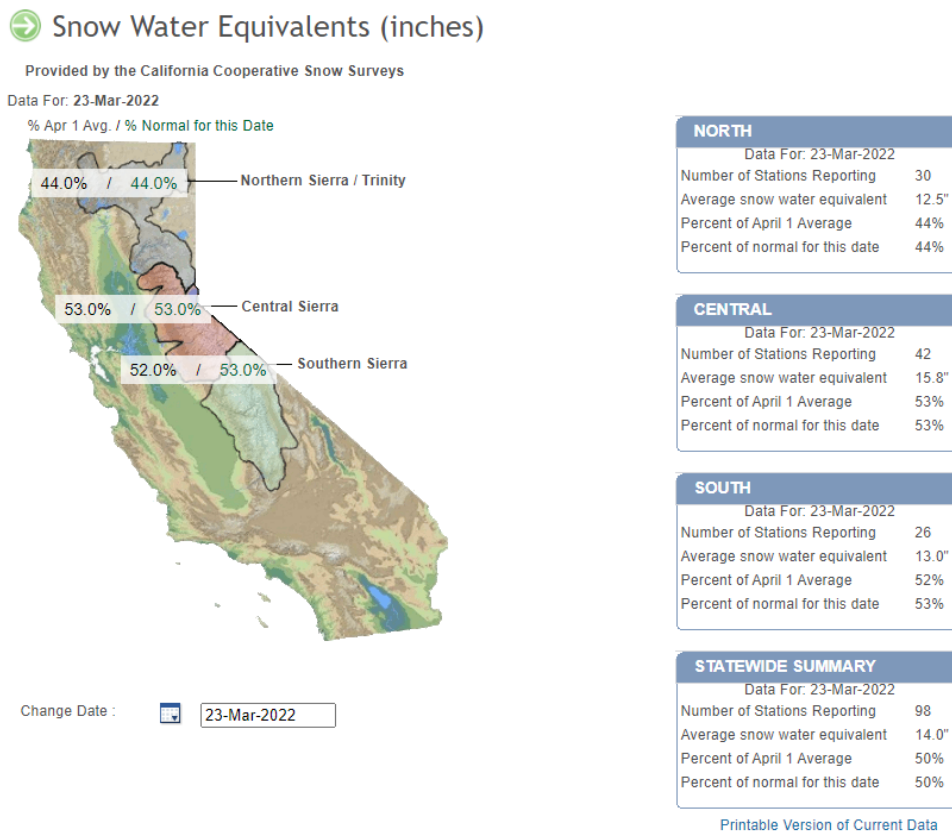 Snow Water Equivalents (inches)
Provided by the California Cooperative Snow Surveys
Data For: 23-Mar-2022
% Apr 1 Avg. / % Normal for this Date
44.0% / 44.0%
Northern Sierra / Trinity
53.0% / 53.0%
Central Sierra
52.0% / 53.0%
Southern Sierra
Change Date :
23-Mar-2022
NORTH
Data For: 23-Mar-2022
Number of Stations Reporting 30
Average snow water equivalent 12.5"
Percent of April 1 Average 44%
Percent of normal for this date 44%
CENTRAL
Data For: 23-Mar-2022
Number of Stations Reporting 42
Average snow water equivalent 15.8"
Percent of April 1 Average 53%
Percent of normal for this date 53%
SOUTH
Data For: 23-Mar-2022
Number of Stations Reporting 26
Average snow water equivalent 13.0"
Percent of April 1 Average 52%
Percent of normal for this date 53%
STATEWIDE SUMMARY
Data For: 23-Mar-2022
Number of Stations Reporting 98
Average snow water equivalent 14.0"
Percent of April 1 Average 50%
Percent of normal for this date 50%
Printable Version of Current Data